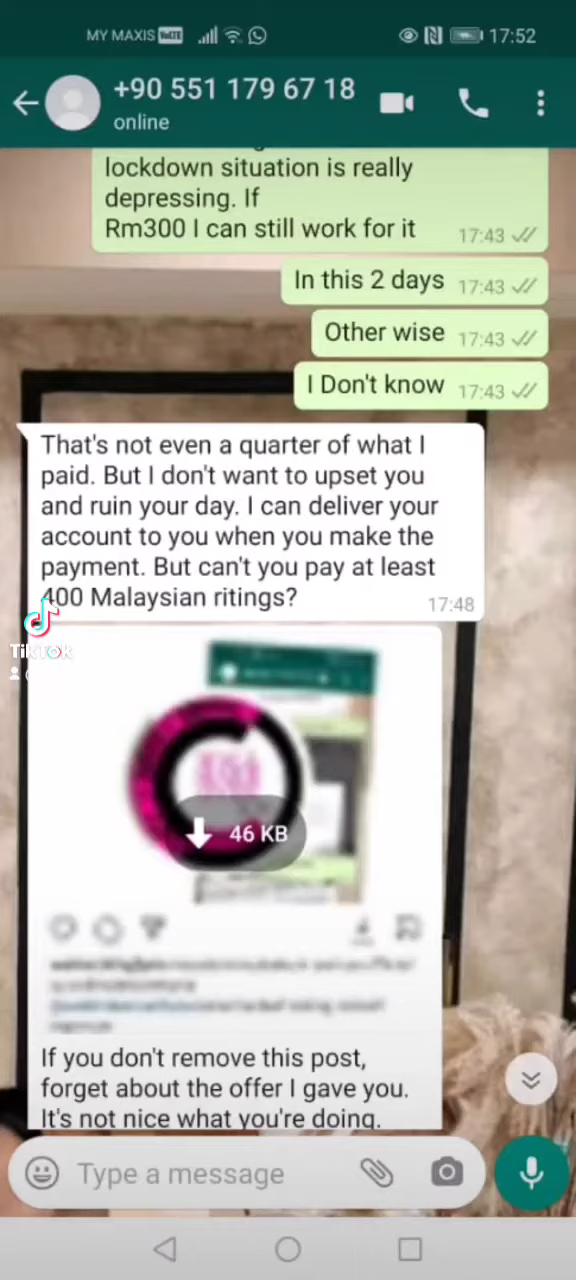 MY MAXIS VoLTE 17:52
+90 551 179 67 18
online
lockdown situation is really
depressing. If
Rm300 I can still work for it 17:43
In this 2 days 17:43
Other wise 17:43
I Don't know 17:43
That's not even a quarter of what I
paid. But I don't want to upset you
and ruin your day. I can deliver your
account to you when you make the
payment. But can't you pay at least
400 Malaysian ritings? 17:48
TikTok
46 KB
If you don't remove this post,
forget about the offer I gave you.
It's not nice what you're doing.
Type a message